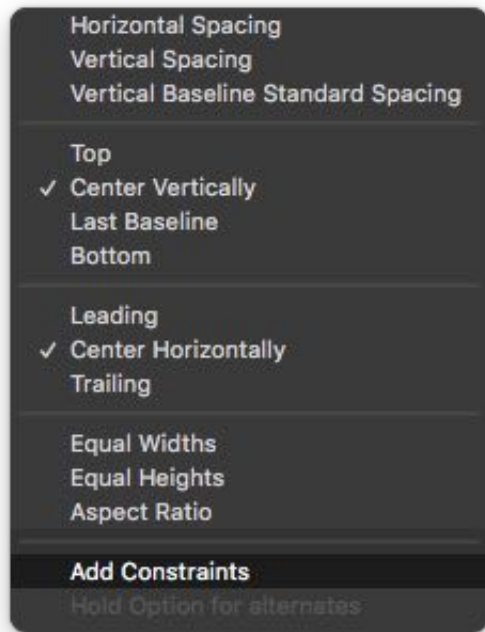 Horizontal Spacing
Vertical Spacing
Vertical Baseline Standard Spacing
Top
✓ Center Vertically
Last Baseline
Bottom
Leading
✓ Center Horizontally
Trailing
Equal Widths
Equal Heights
Aspect Ratio
Add Constraints
Hold Option for alternates